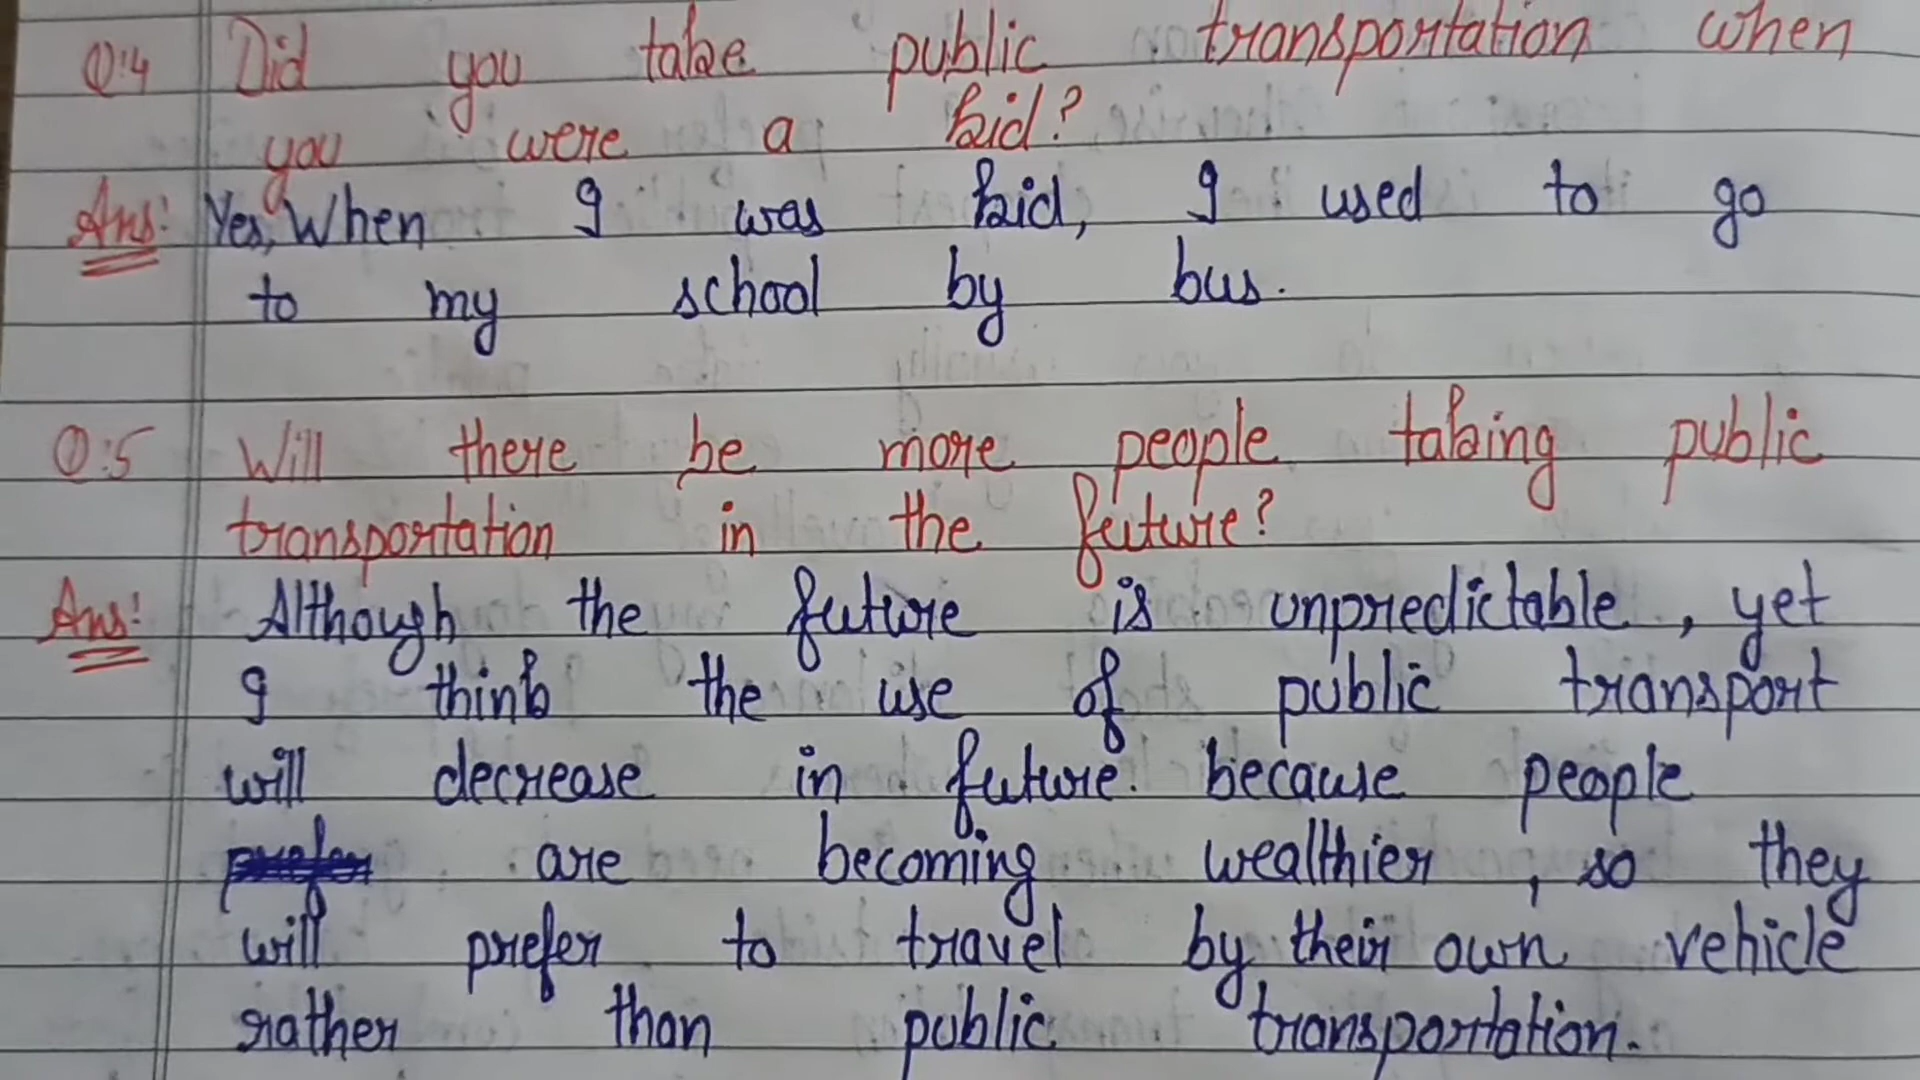 Q:4 Did you take public transportation when
you were a kid?
Ans: Yes, When I was kid, I used to go
to my school by bus.
Q:5 Will there be more people taking public
transportation in the future?
Ans: Although the future is unpredictable, yet
I think the use of public transport
will decrease in future. because people
are becoming wealthier, so they
will prefer to travel by their own vehicle
rather than public transportation.